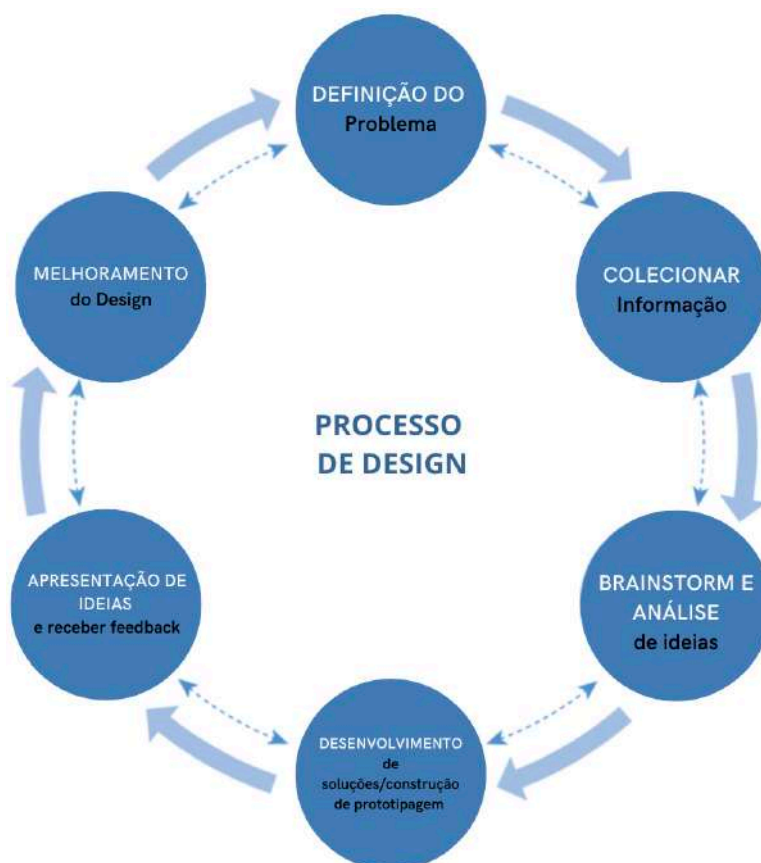 DEFINIÇÃO DO
Problema
COLECIONAR
Informação
BRAINSTORM E
ANÁLISE
de ideias
DESENVOLVIMENTO
de
soluções/construção
de prototipagem
APRESENTAÇÃO DE
IDEIAS
e receber feedback
MELHORAMENTO
do Design
PROCESSO
DE DESIGN